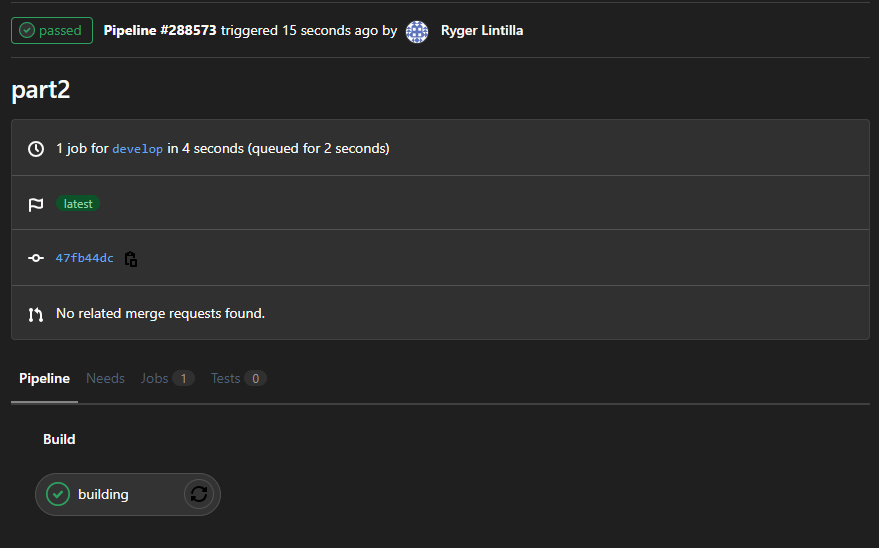 passed Pipeline #288573 triggered 15 seconds ago by Ryger Lintilla
part2
1 job for develop in 4 seconds (queued for 2 seconds)
latest
47fb44dc
No related merge requests found.
Pipeline Needs Jobs 1 Tests 0
Build
building